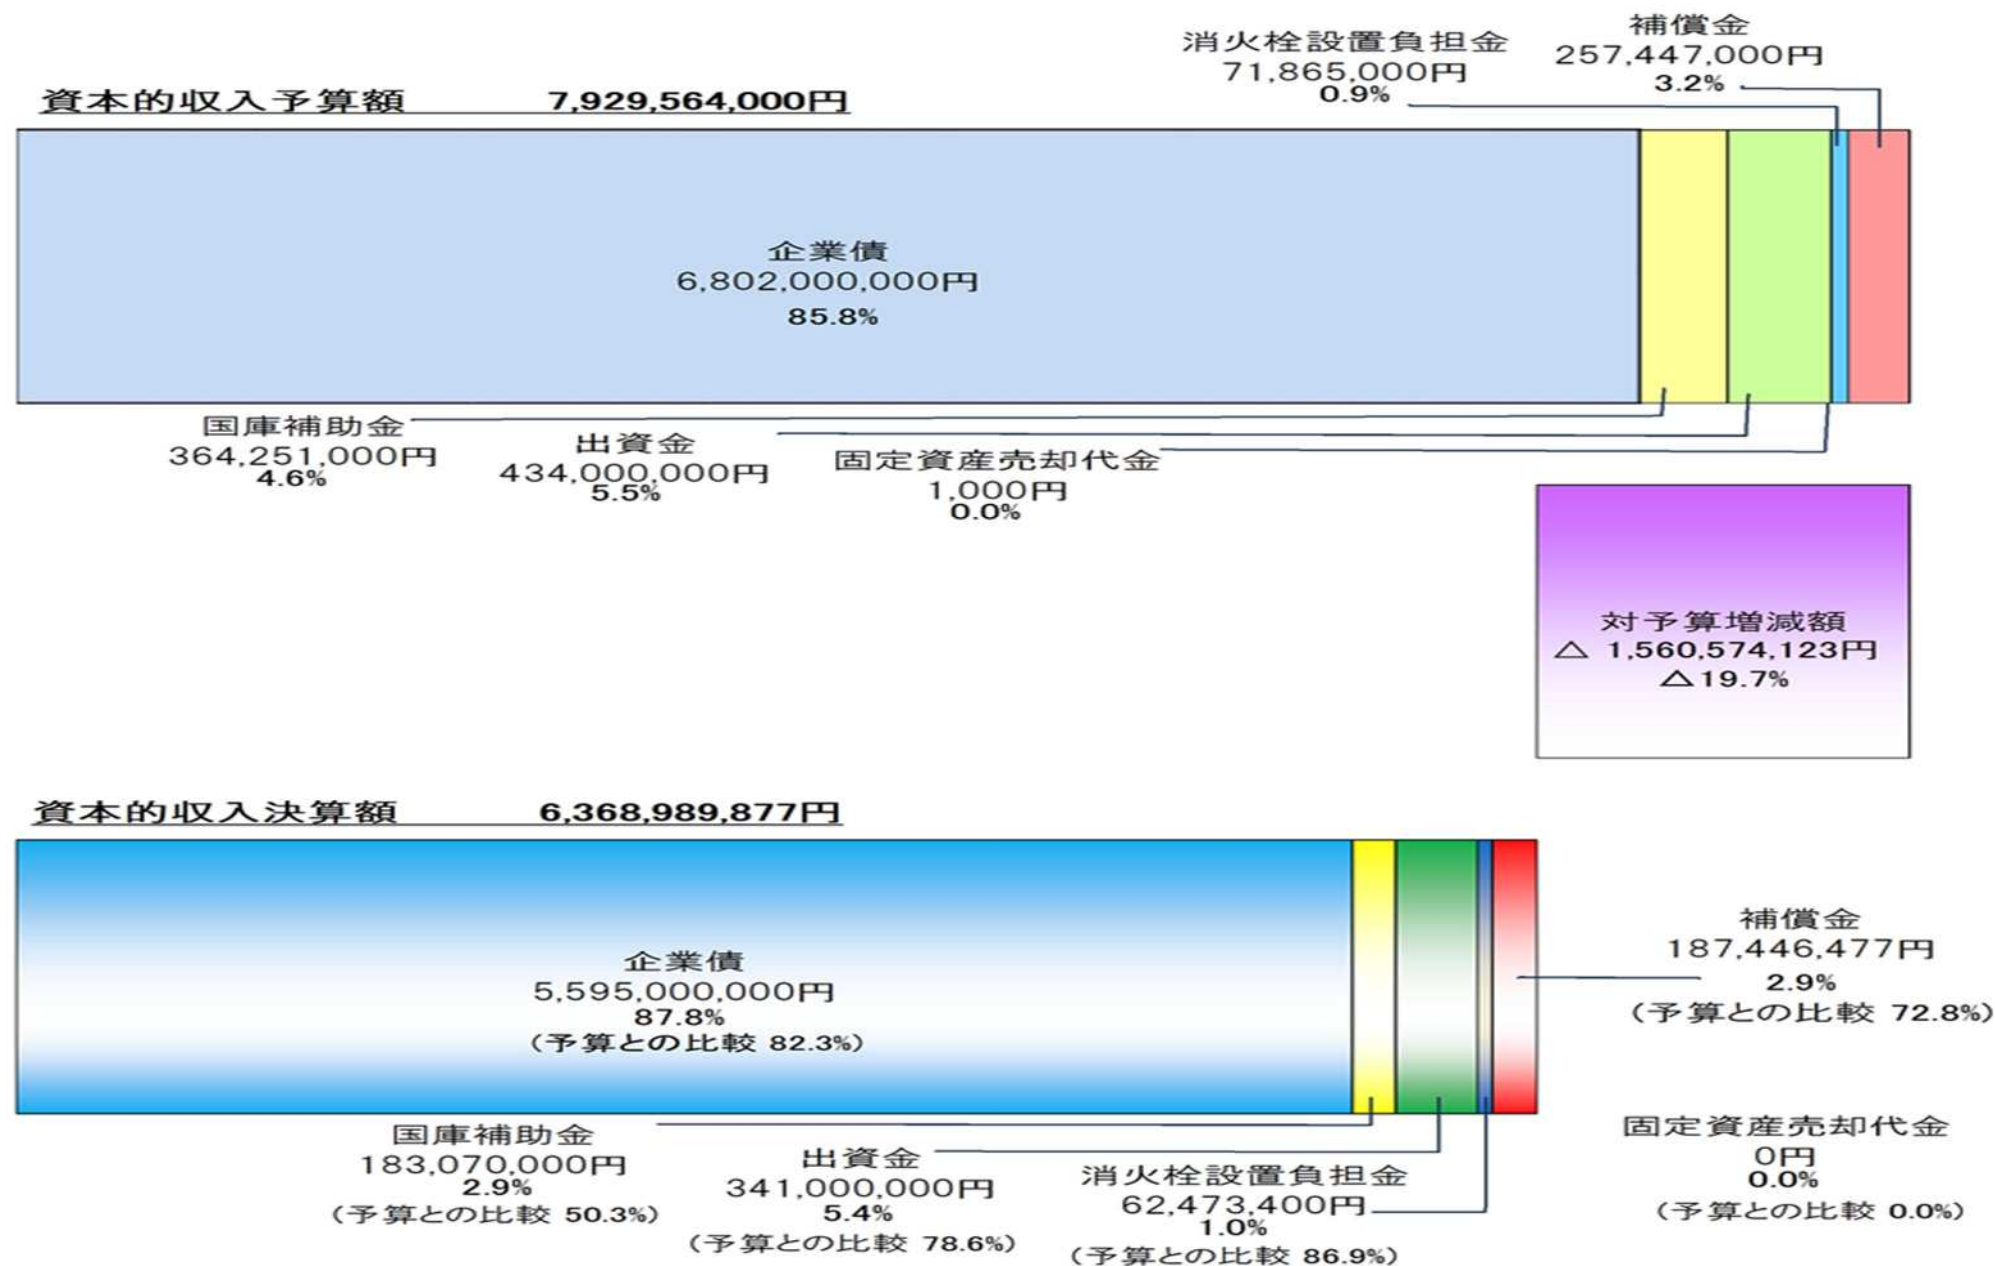 消火栓設置負担金
71,865,000円
0.9%
補償金
257,447,000円
3.2%
資本的収入予算額 7,929,564,000円
企業債
6,802,000,000円
85.8%
国庫補助金
364,251,000円
4.6%
出資金
434,000,000円
5.5%
固定資産売却代金
1,000円
0.0%
対予算増減額
△ 1,560,574,123円
△19.7%
資本的収入決算額 6,368,989,877円
企業債
5,595,000,000円
87.8%
（予算との比較 82.3%）
補償金
187,446,477円
2.9%
（予算との比較 72.8%）
国庫補助金
183,070,000円
2.9%
（予算との比較 50.3%）
出資金
341,000,000円
5.4%
（予算との比較 78.6%）
消火栓設置負担金
62,473,400円
1.0%
（予算との比較 86.9%）
固定資産売却代金
0円
0.0%
（予算との比較 0.0%）